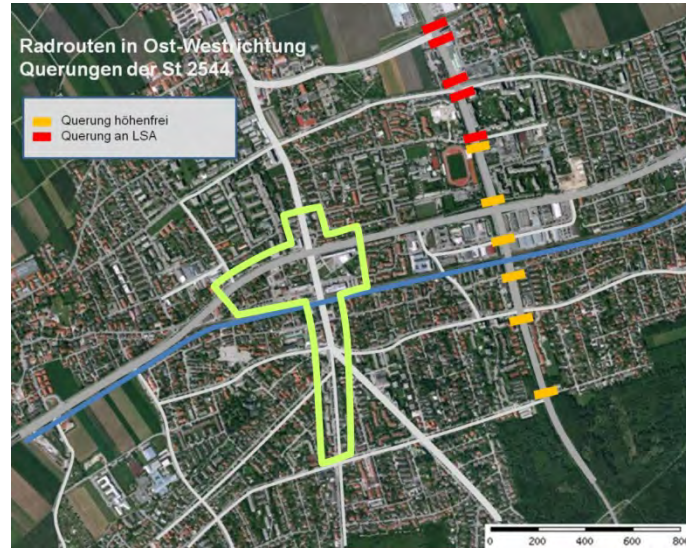 Radrouten in Ost-Westrichtung
Querungen der St 2544
Querung höhenfrei
Querung an LSA
0 200 400 600 800